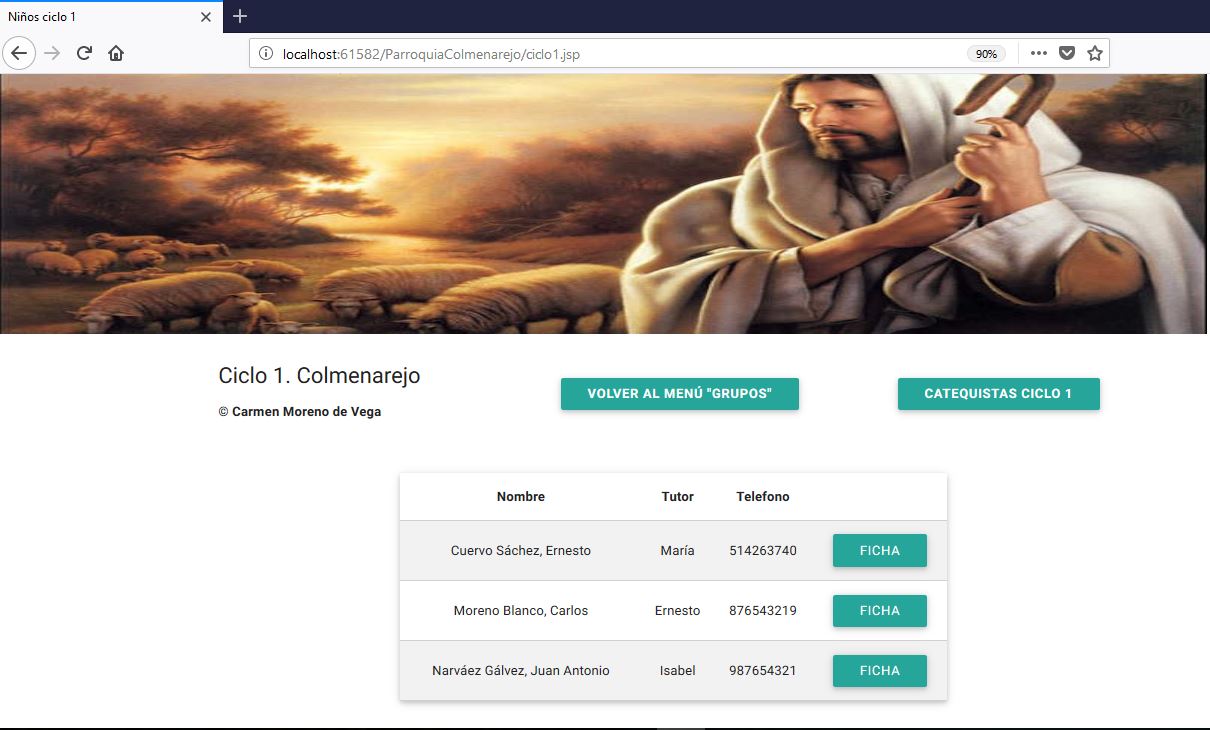 Niños ciclo 1
localhost:61582/ParroquiaColmenarejo/ciclo1.jsp 90%
Ciclo 1. Colmenarejo
VOLVER AL MENÚ "GRUPOS"
CATEQUISTAS CICLO 1
© Carmen Moreno de Vega
Nombre Tutor Telefono
Cuervo Sáchez, Ernesto María 514263740 FICHA
Moreno Blanco, Carlos Ernesto 876543219 FICHA
Narváez Gálvez, Juan Antonio Isabel 987654321 FICHA